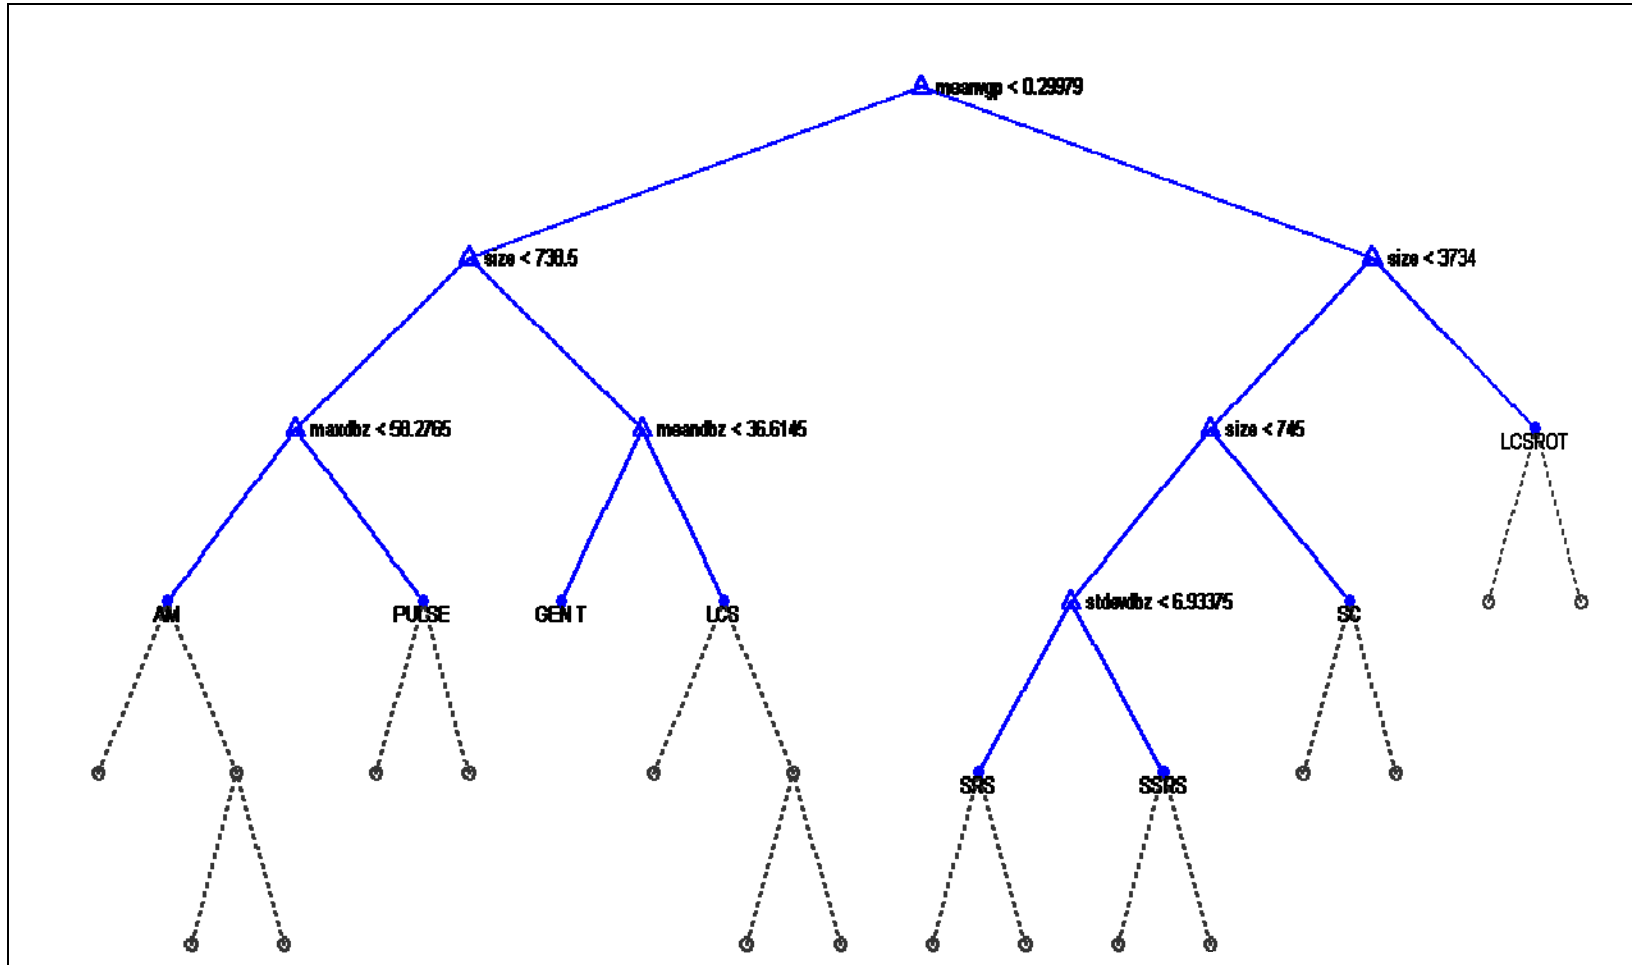 meanvgp < 0.29979
size < 738.5
size < 3734
maxdbz < 58.2765
meandbz < 36.6145
size < 745
LCSROT
AM
PULSE
GEN T
LCS
stdevdbz < 6.93375
SC
SRS
SSRS